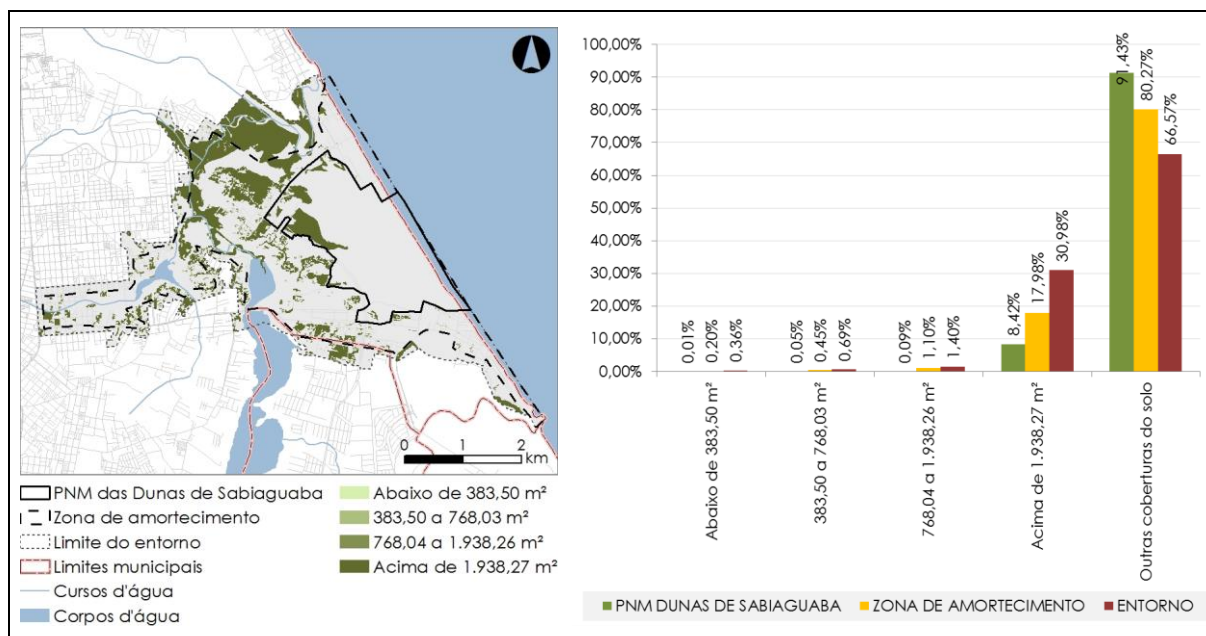 0 1 2
km
PNM das Dunas de Sabiaguaba
Zona de amortecimento
Limite do entorno
Limites municipais
Cursos d'água
Corpos d'água
Abaixo de 383,50 m²
383,50 a 768,03 m²
768,04 a 1.938,26 m²
Acima de 1.938,27 m²
100,00%
90,00%
80,00%
70,00%
60,00%
50,00%
40,00%
30,00%
20,00%
10,00%
0,00%
0,01%
0,20%
0,36%
0,05%
0,45%
0,69%
0,09%
1,10%
1,40%
8,42%
17,98%
30,98%
91,43%
80,27%
66,57%
Abaixo de 383,50 m²
383,50 a 768,03 m²
768,04 a 1.938,26 m²
Acima de 1.938,27 m²
Outras coberturas do solo
PNM DUNAS DE SABIAGUABA ZONA DE AMORTECIMENTO ENTORNO